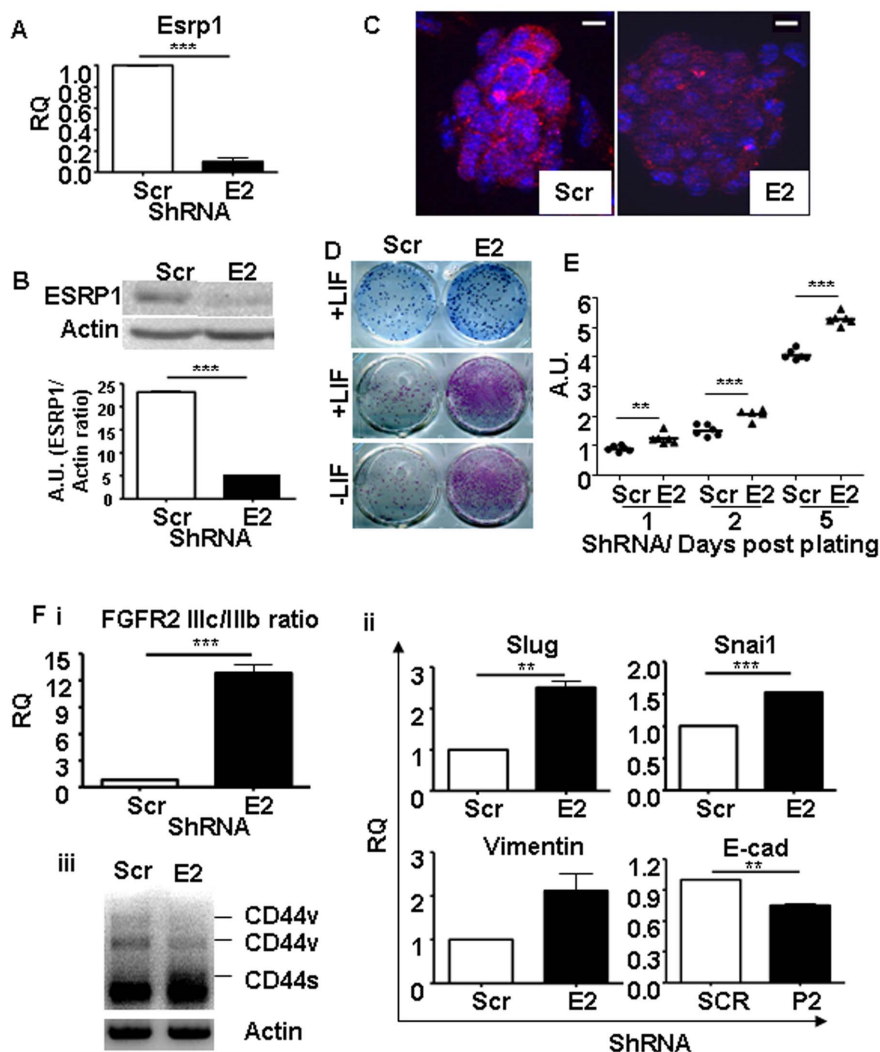 A
Esrp1
***
RQ
1.0
0.8
0.6
0.4
0.2
0.0
Scr E2
ShRNA
C
Scr
E2
B
Scr E2
ESRP1
Actin
***
A.U. (ESRP1/
Actin ratio)
23
20
15
10
5
0
Scr E2
ShRNA
D
Scr E2
+LIF
+LIF
-LIF
E
A.U.
6
5
4
3
2
1
0
**
***
***
Scr E2 Scr E2 Scr E2
1 2 5
ShRNA/ Days post plating
F i
FGFR2 IIIc/IIIb ratio
***
RQ
15
12
9
6
3
0
Scr E2
ShRNA
ii
RQ
Slug
**
3
2
1
0
Scr E2
Snai1
***
2.0
1.5
1.0
0.5
0.0
Scr E2
Vimentin
3
2
1
0
Scr E2
E-cad
**
1.2
0.9
0.6
0.3
0.0
SCR P2
ShRNA
iii
Scr E2
CD44v
CD44v
CD44s
Actin